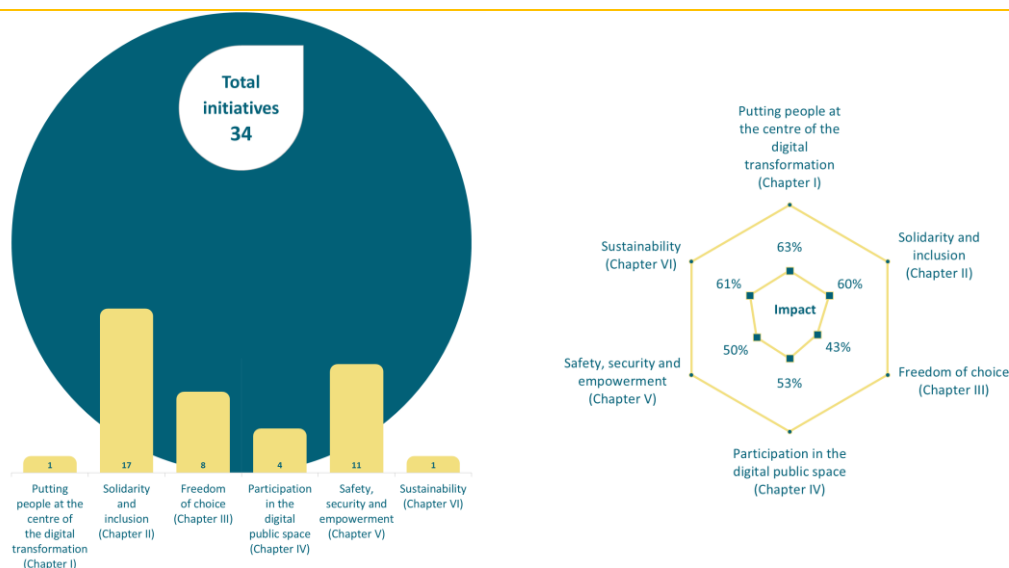 Total
initiatives
34
1
17
8
4
11
1
Putting
people at the
centre of
the digital
transformation
(Chapter I)
Solidarity
and
inclusion
(Chapter II)
Freedom
of choice
(Chapter III)
Participation
in the
digital
public space
(Chapter IV)
Safety,
security and
empowerment
(Chapter V)
Sustainability
(Chapter VI)
Putting people at
the centre of the
digital
transformation
(Chapter I)
Solidarity and
inclusion
(Chapter II)
Freedom of choice
(Chapter III)
Participation in the
digital public space
(Chapter IV)
Safety, security and
empowerment
(Chapter V)
Sustainability
(Chapter VI)
63%
60%
43%
53%
50%
61%
Impact